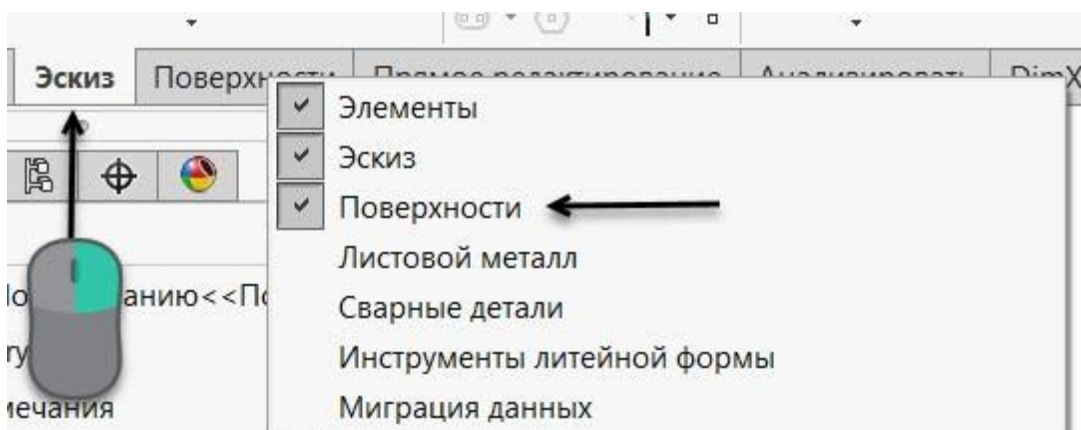 Эскиз
Элементы
Эскиз
Поверхности
Листовой металл
Сварные детали
Инструменты литейной формы
Миграция данных